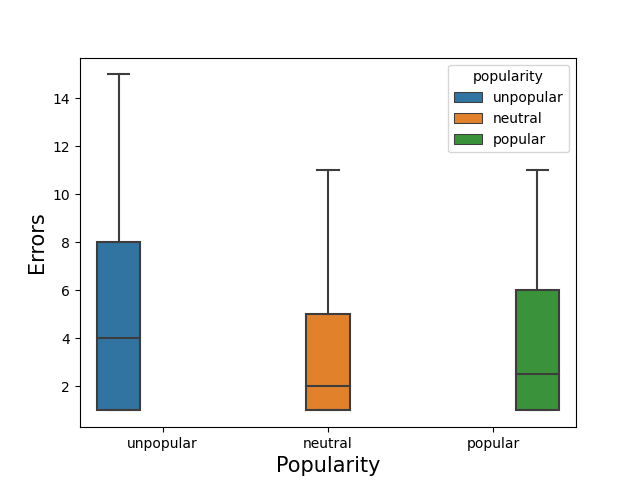 popularity
unpopular
neutral
popular
Errors
14
12
10
8
6
4
2
unpopular neutral popular
Popularity